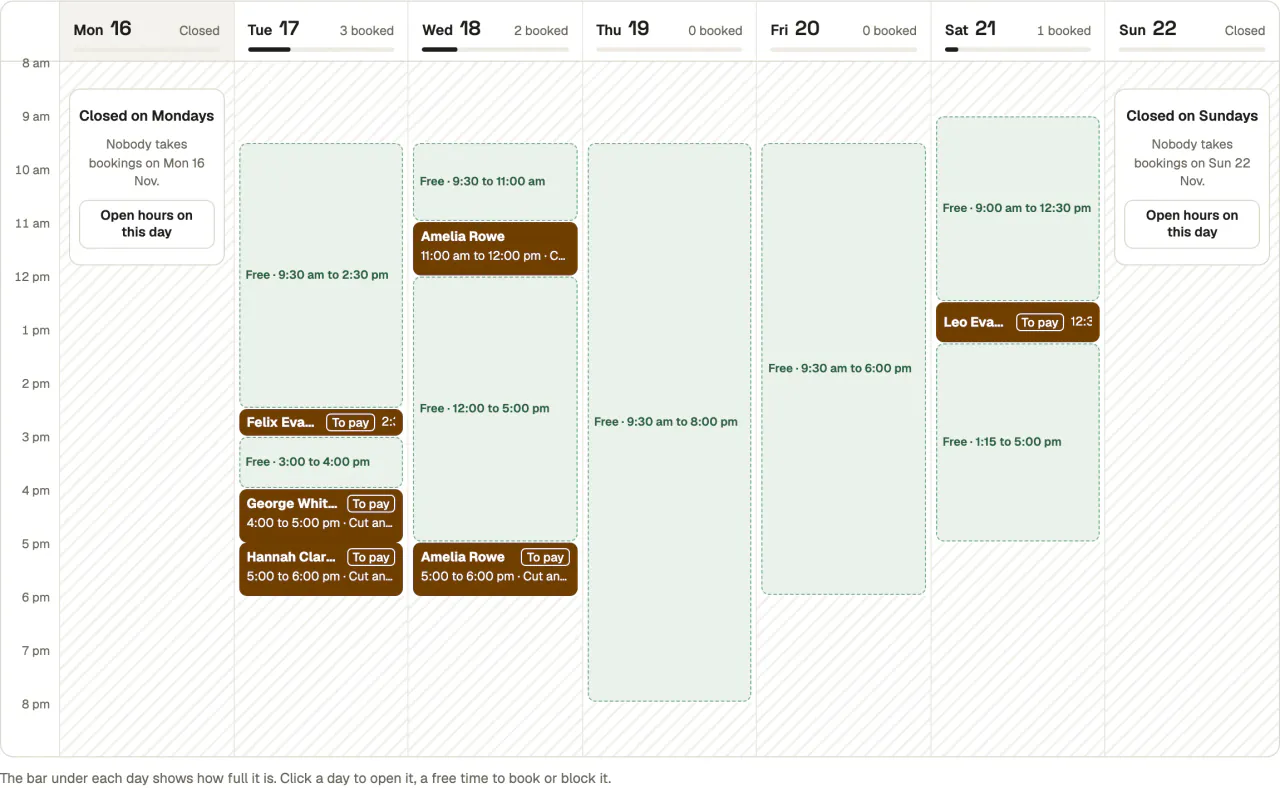 Mon 16 Closed
Tue 17 3 booked
Wed 18 2 booked
Thu 19 0 booked
Fri 20 0 booked
Sat 21 1 booked
Sun 22 Closed
8 am
9 am
10 am
11 am
12 pm
1 pm
2 pm
3 pm
4 pm
5 pm
6 pm
7 pm
8 pm
Closed on Mondays
Nobody takes
bookings on Mon 16
Nov.
Open hours on
this day
Free · 9:30 am to 2:30 pm
Felix Eva... To pay
Free · 3:00 to 4:00 pm
George Whit... To pay
4:00 to 5:00 pm · Cut an...
Hannah Clar... To pay
5:00 to 6:00 pm · Cut an...
Free · 9:30 to 11:00 am
Amelia Rowe
11:00 am to 12:00 pm · C...
Free · 12:00 to 5:00 pm
Amelia Rowe To pay
5:00 to 6:00 pm · Cut an...
Free · 9:30 am to 8:00 pm
Free · 9:30 am to 6:00 pm
Free · 9:00 am to 12:30 pm
Leo Eva... To pay
Free · 1:15 to 5:00 pm
Closed on Sundays
Nobody takes
bookings on Sun 22
Nov.
Open hours on
this day
The bar under each day shows how full it is. Click a day to open it, a free time to book or block it.